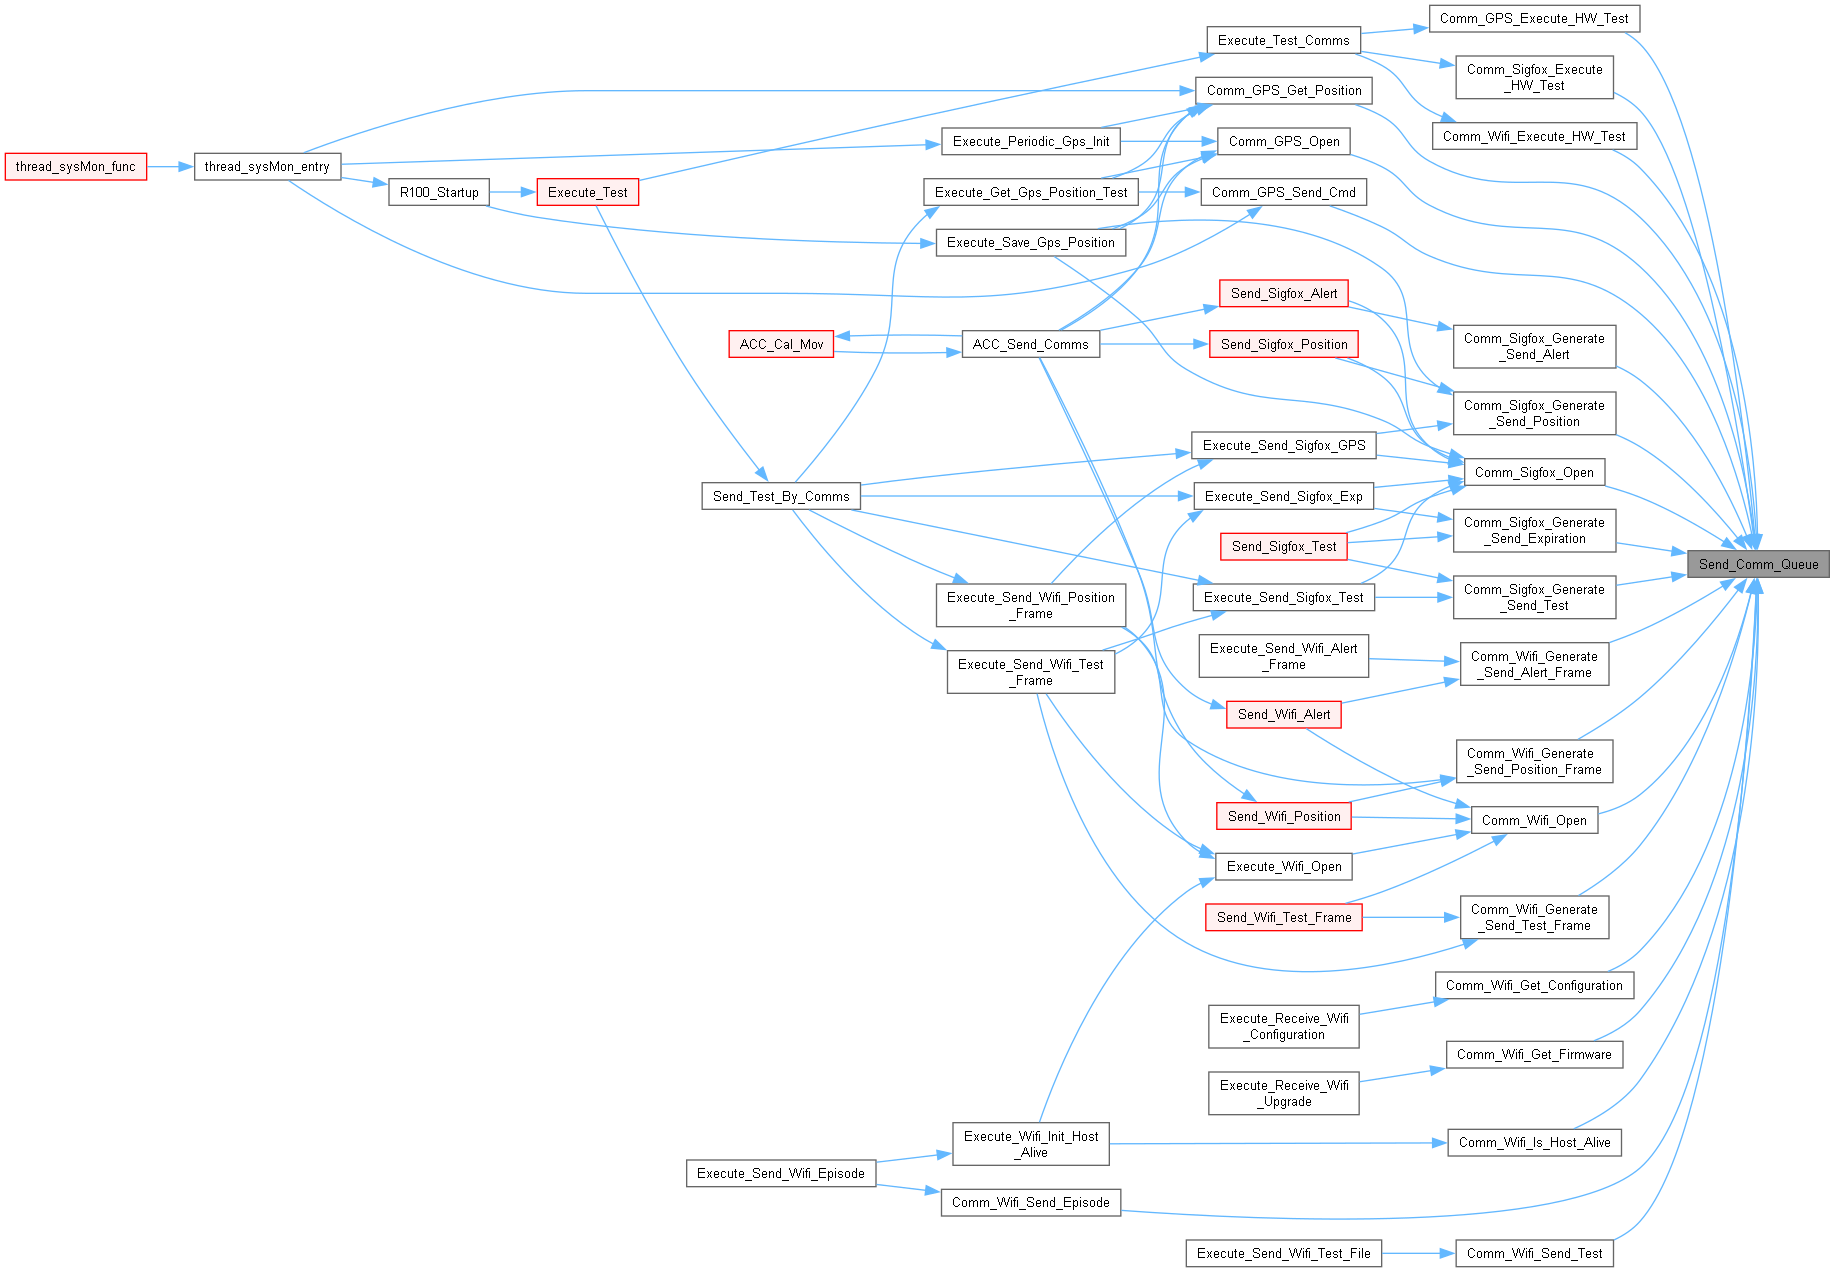 Comm_GPS_Execute_HW_Test
Execute_Test_Comms
Comm_Sigfox_Execute
_HW_Test
Comm_GPS_Get_Position
Comm_Wifi_Execute_HW_Test
Execute_Periodic_Gps_Init
Comm_GPS_Open
thread_sysMon_func
thread_sysMon_entry
R100_Startup
Execute_Test
Execute_Get_Gps_Position_Test
Comm_GPS_Send_Cmd
Execute_Save_Gps_Position
Send_Sigfox_Alert
ACC_Cal_Mov
ACC_Send_Comms
Send_Sigfox_Position
Comm_Sigfox_Generate
_Send_Alert
Comm_Sigfox_Generate
_Send_Position
Execute_Send_Sigfox_GPS
Comm_Sigfox_Open
Send_Test_By_Comms
Execute_Send_Sigfox_Exp
Comm_Sigfox_Generate
_Send_Expiration
Send_Sigfox_Test
Send_Comm_Queue
Execute_Send_Wifi_Position
_Frame
Execute_Send_Sigfox_Test
Comm_Sigfox_Generate
_Send_Test
Execute_Send_Wifi_Alert
_Frame
Comm_Wifi_Generate
_Send_Alert_Frame
Execute_Send_Wifi_Test
_Frame
Send_Wifi_Alert
Comm_Wifi_Generate
_Send_Position_Frame
Send_Wifi_Position
Comm_Wifi_Open
Execute_Wifi_Open
Send_Wifi_Test_Frame
Comm_Wifi_Generate
_Send_Test_Frame
Comm_Wifi_Get_Configuration
Execute_Receive_Wifi
_Configuration
Comm_Wifi_Get_Firmware
Execute_Receive_Wifi
_Upgrade
Execute_Wifi_Init_Host
_Alive
Comm_Wifi_Is_Host_Alive
Execute_Send_Wifi_Episode
Comm_Wifi_Send_Episode
Execute_Send_Wifi_Test_File
Comm_Wifi_Send_Test